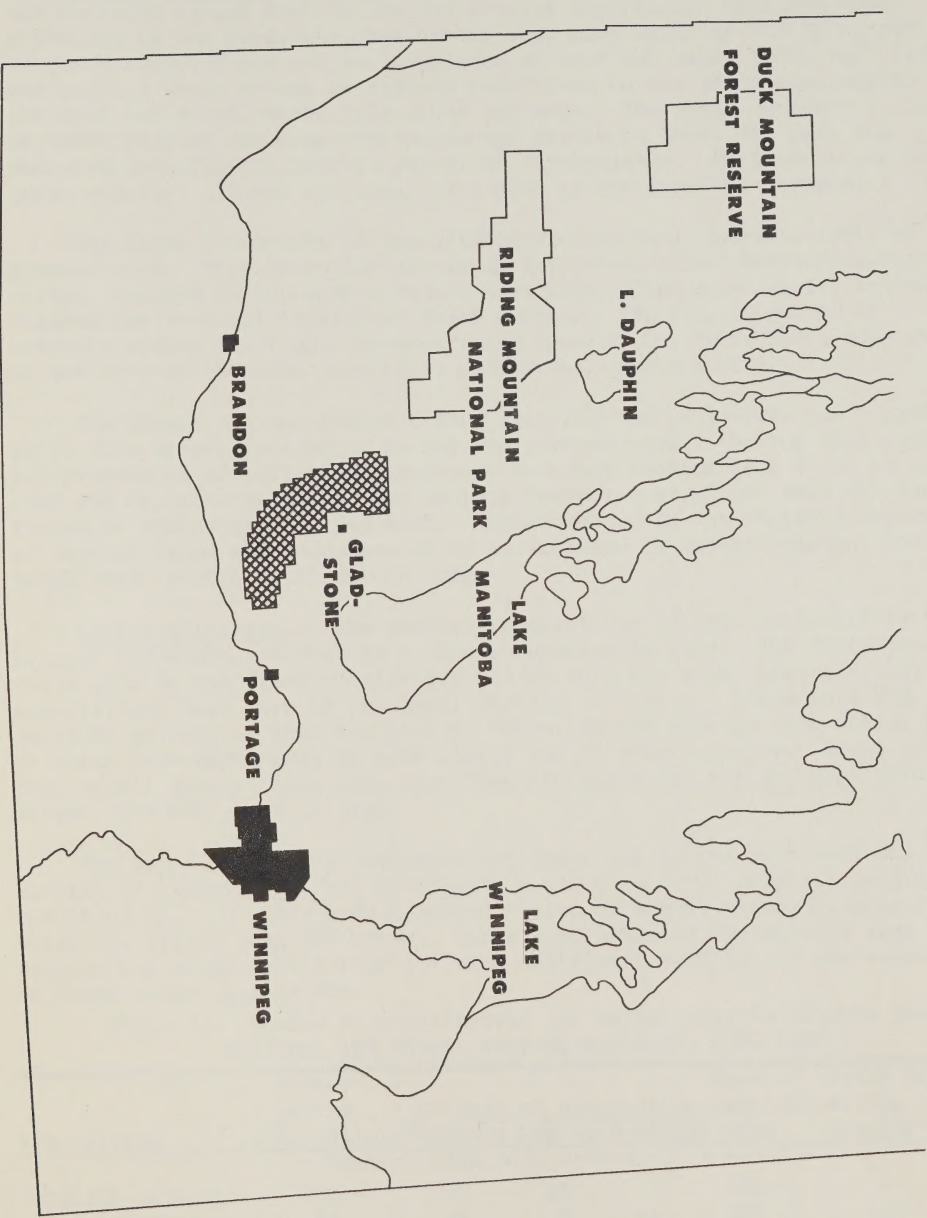 DUCK MOUNTAIN
FOREST RESERVE
L. DAUPHIN
RIDING MOUNTAIN
NATIONAL PARK
LAKE
MANITOBA
LAKE
WINNIPEG
GLAD-
STONE
BRANDON
PORTAGE
WINNIPEG